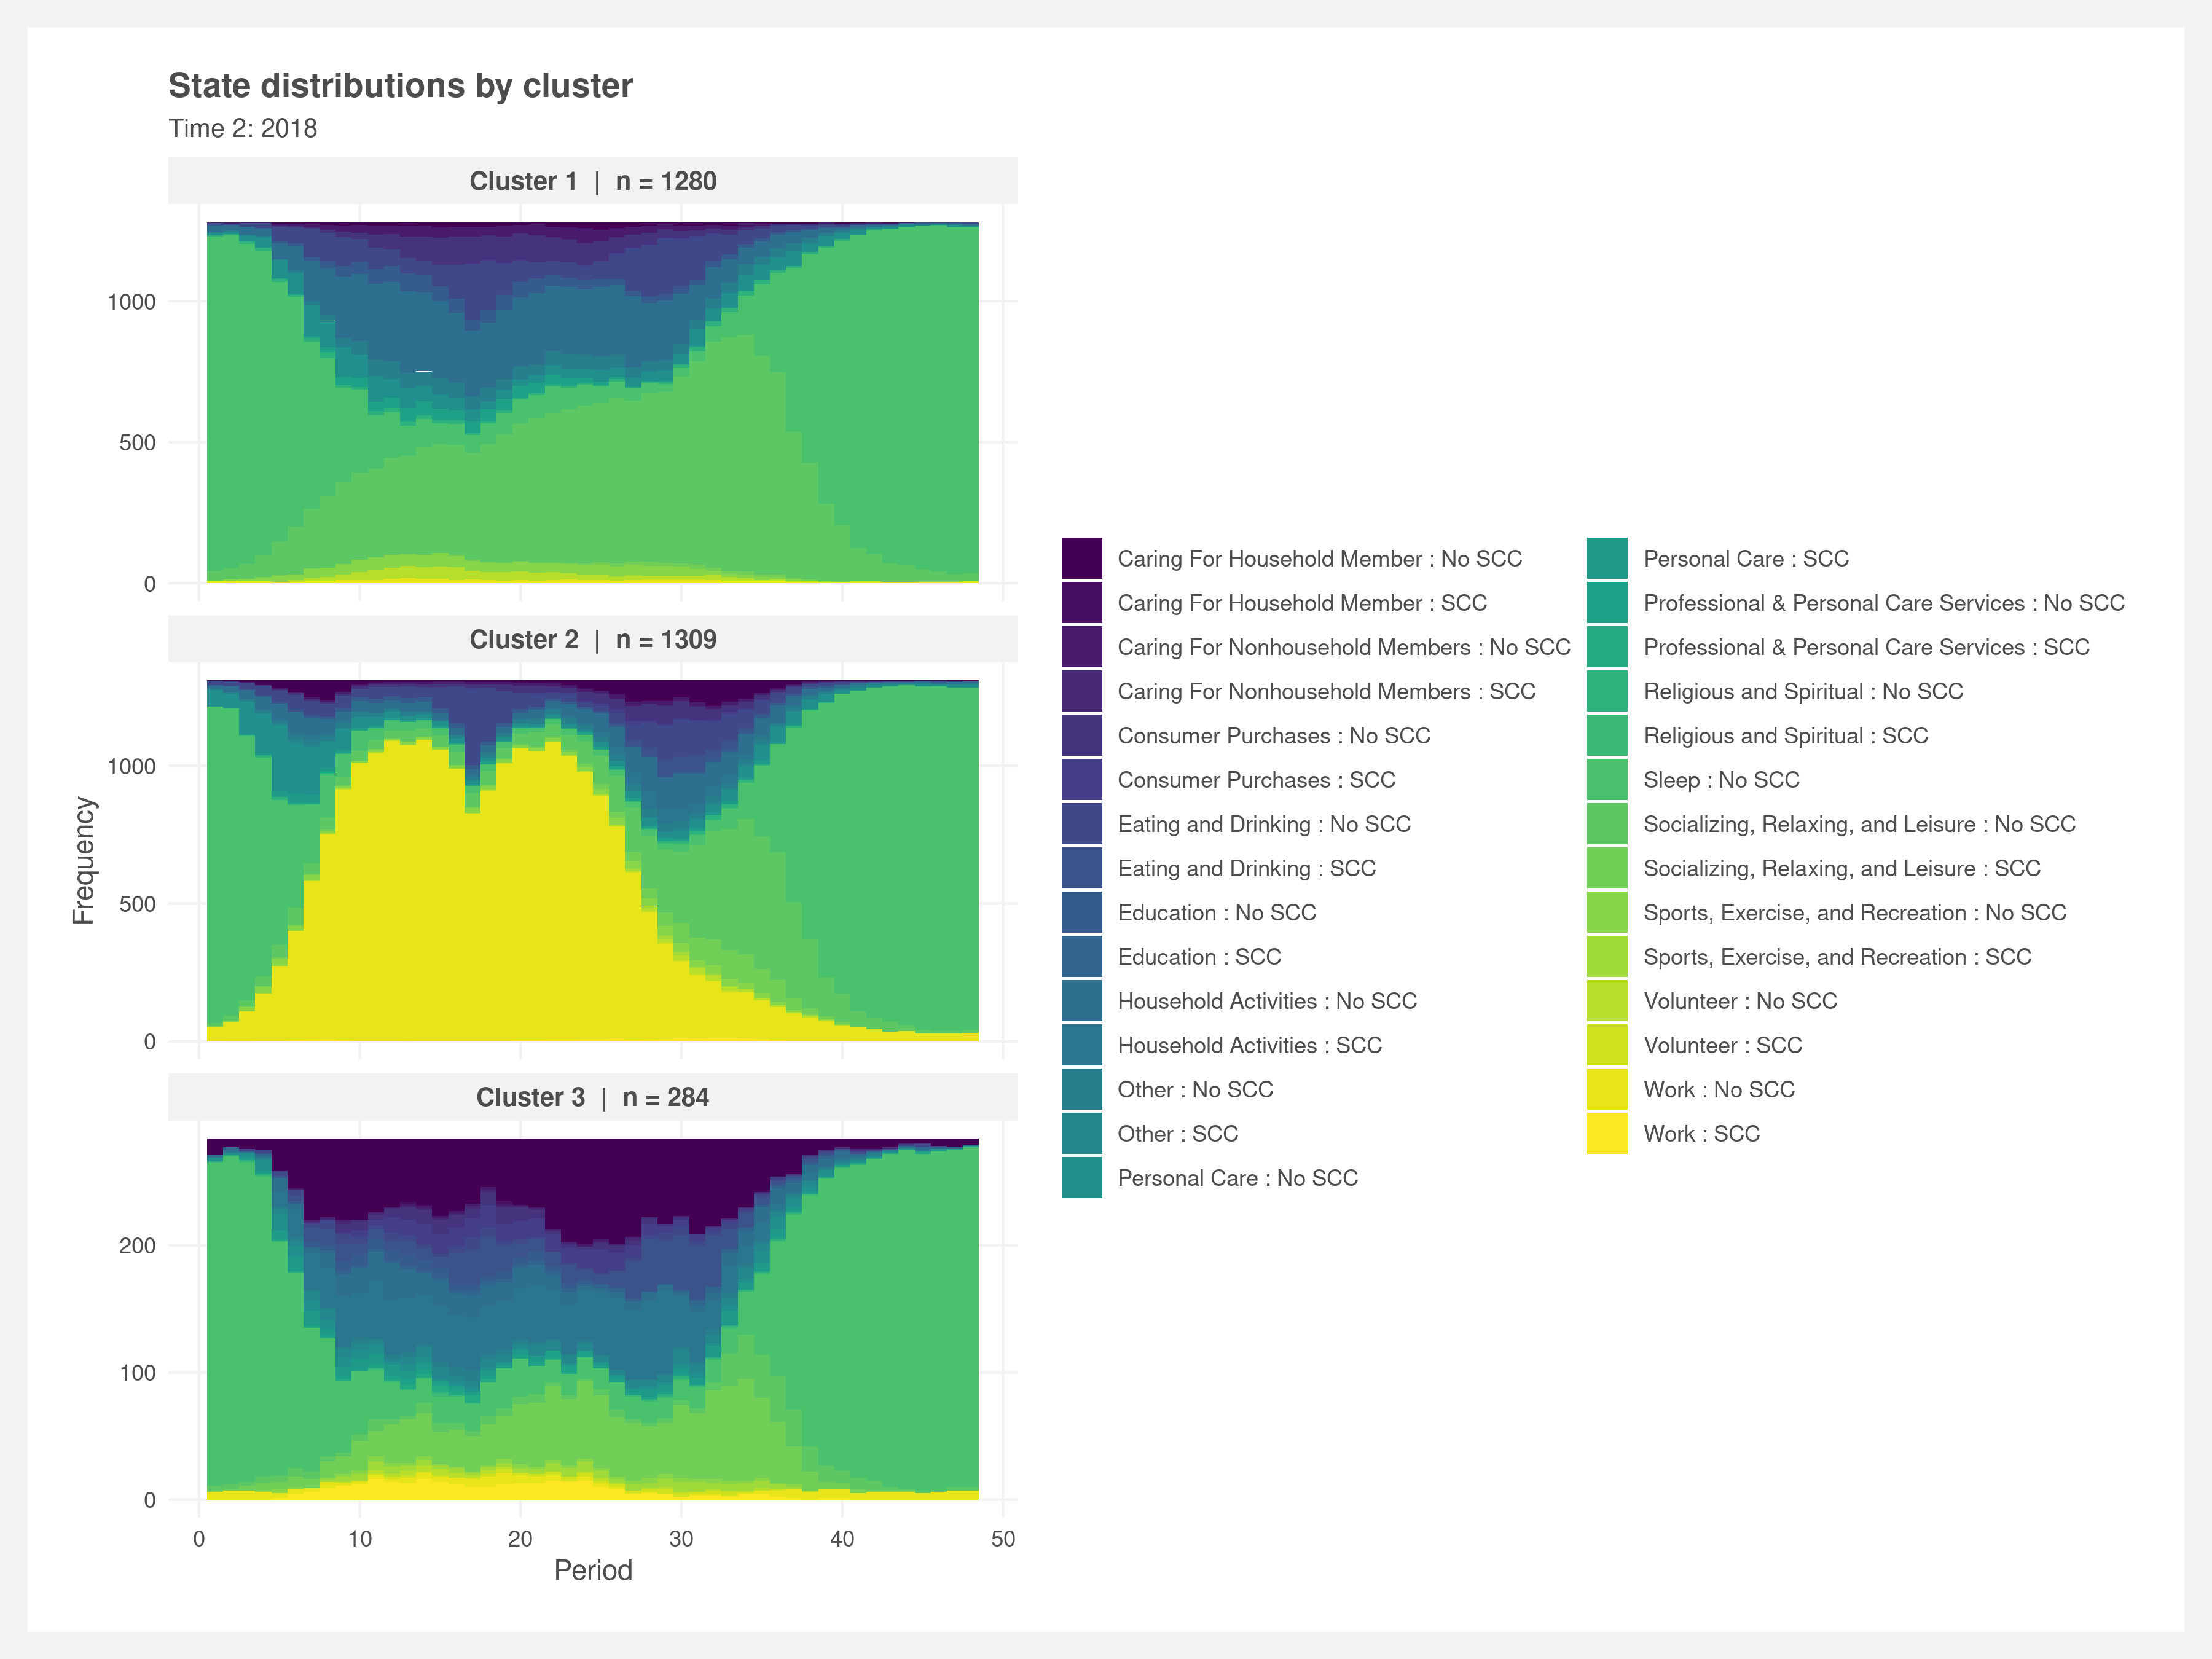 State distributions by cluster
Time 2: 2018
Cluster 1 | n = 1280
1000
500
0
Cluster 2 | n = 1309
1000
500
0
Cluster 3 | n = 284
200
100
0
0 10 20 30 40 50
Period
Frequency
Caring For Household Member : No SCC
Caring For Household Member : SCC
Caring For Nonhousehold Members : No SCC
Caring For Nonhousehold Members : SCC
Consumer Purchases : No SCC
Consumer Purchases : SCC
Eating and Drinking : No SCC
Eating and Drinking : SCC
Education : No SCC
Education : SCC
Household Activities : No SCC
Household Activities : SCC
Other : No SCC
Other : SCC
Personal Care : No SCC
Personal Care : SCC
Professional & Personal Care Services : No SCC
Professional & Personal Care Services : SCC
Religious and Spiritual : No SCC
Religious and Spiritual : SCC
Sleep : No SCC
Socializing, Relaxing, and Leisure : No SCC
Socializing, Relaxing, and Leisure : SCC
Sports, Exercise, and Recreation : No SCC
Sports, Exercise, and Recreation : SCC
Volunteer : No SCC
Volunteer : SCC
Work : No SCC
Work : SCC